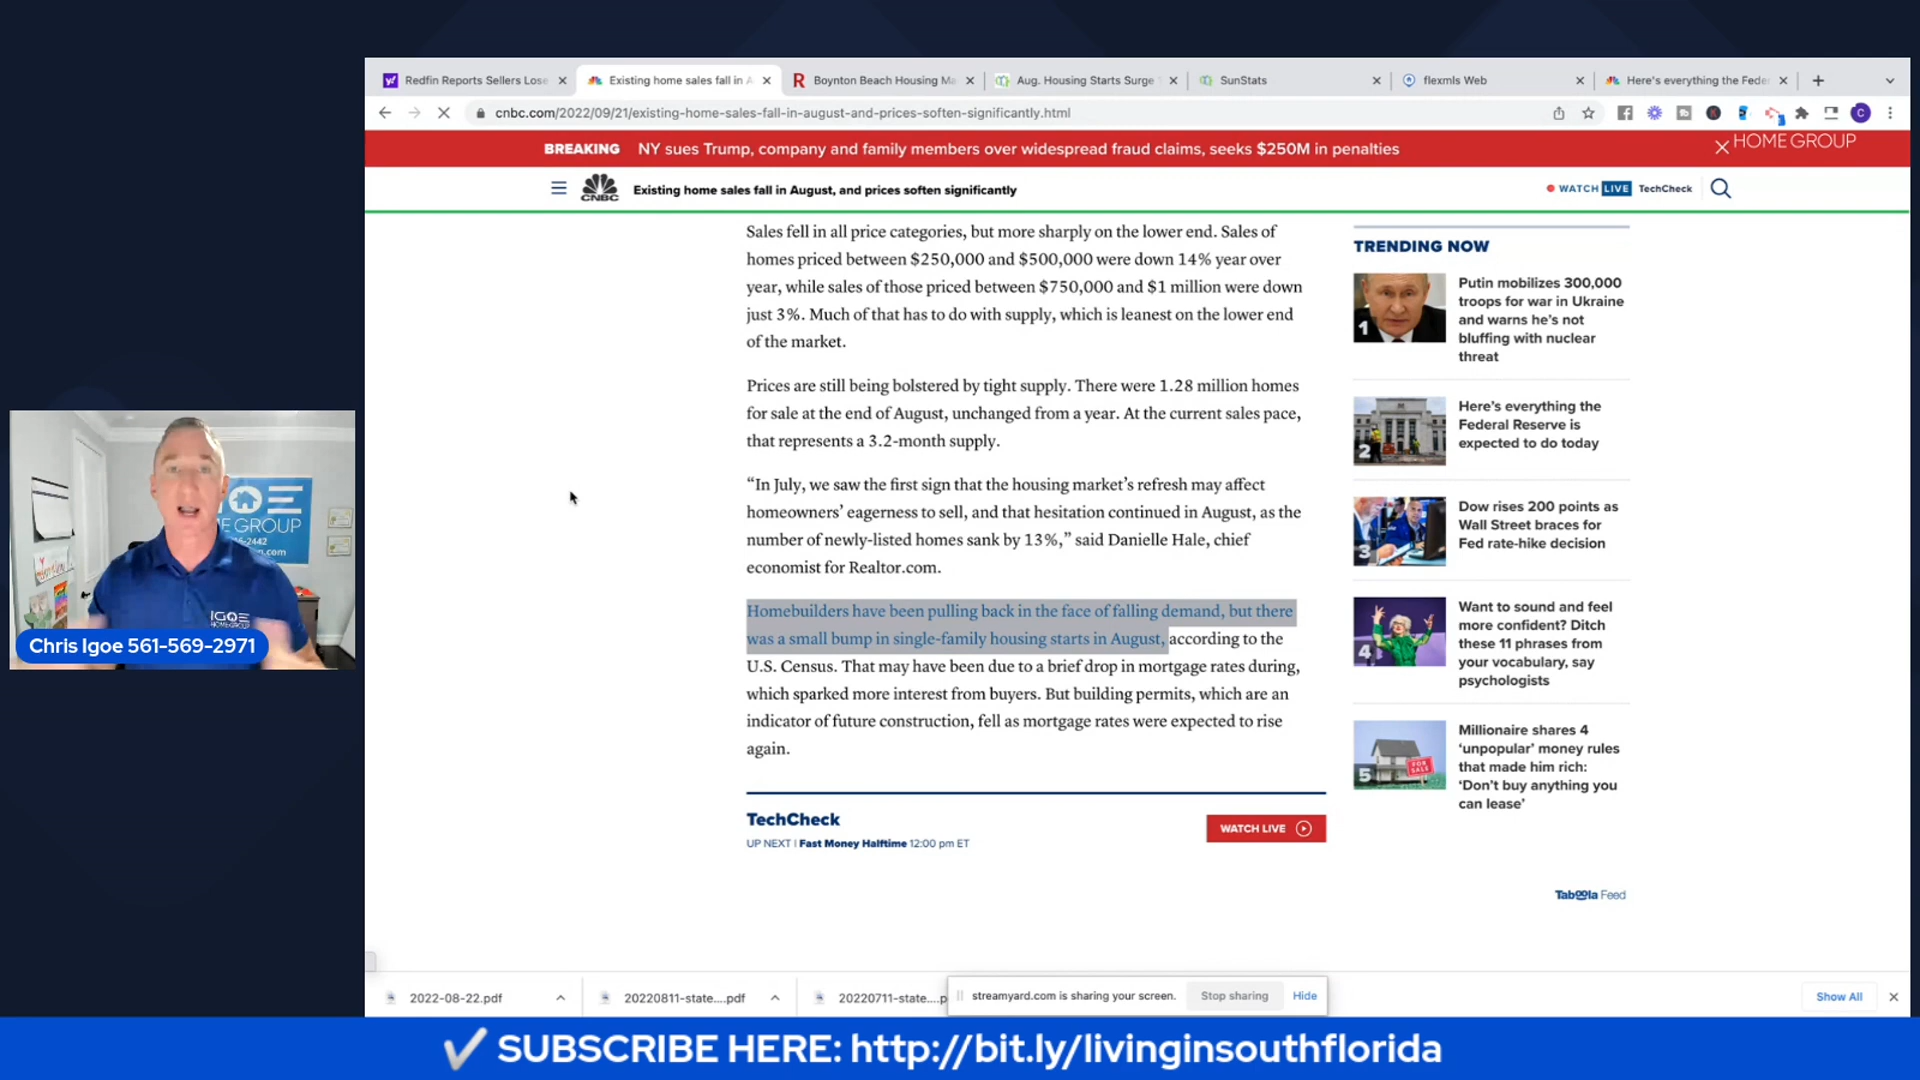 Redfin Reports Sellers Lose
Existing home sales fall in A
Boynton Beach Housing Ma
Aug. Housing Starts Surge
SunStats
flexmls Web
Here's everything the Feder
cnbc.com/2022/09/21/existing-home-sales-fall-in-august-and-prices-soften-significantly.html
BREAKING NY sues Trump, company and family members over widespread fraud claims, seeks $250M in penalties
HOME GROUP
CNBC
Existing home sales fall in August, and prices soften significantly
WATCH LIVE TechCheck
Sales fell in all price categories, but more sharply on the lower end. Sales of
homes priced between $250,000 and $500,000 were down 14% year over
year, while sales of those priced between $750,000 and $1 million were down
just 3%. Much of that has to do with supply, which is leanest on the lower end
of the market.
Prices are still being bolstered by tight supply. There were 1.28 million homes
for sale at the end of August, unchanged from a year. At the current sales pace,
that represents a 3.2-month supply.
“In July, we saw the first sign that the housing market’s refresh may affect
homeowners’ eagerness to sell, and that hesitation continued in August, as the
number of newly-listed homes sank by 13%,” said Danielle Hale, chief
economist for Realtor.com.
Homebuilders have been pulling back in the face of falling demand, but there
was a small bump in single-family housing starts in August, according to the
U.S. Census. That may have been due to a brief drop in mortgage rates during,
which sparked more interest from buyers. But building permits, which are an
indicator of future construction, fell as mortgage rates were expected to rise
again.
TechCheck
UP NEXT | Fast Money Halftime 12:00 pm ET
WATCH LIVE
TRENDING NOW
1
Putin mobilizes 300,000
troops for war in Ukraine
and warns he’s not
bluffing with nuclear
threat
2
Here’s everything the
Federal Reserve is
expected to do today
3
Dow rises 200 points as
Wall Street braces for
Fed rate-hike decision
4
Want to sound and feel
more confident? Ditch
these 11 phrases from
your vocabulary, say
psychologists
5
FOR SALE
Millionaire shares 4
‘unpopular’ money rules
that made him rich:
‘Don’t buy anything you
can lease’
Taboola Feed
GROUP
IGOE
HOME GROUP
Chris Igoe 561-569-2971
2022-08-22.pdf
20220811-state....pdf
20220711-state....p
streamyard.com is sharing your screen.
Stop sharing
Hide
Show All
SUBSCRIBE HERE: http://bit.ly/livinginsouthflorida